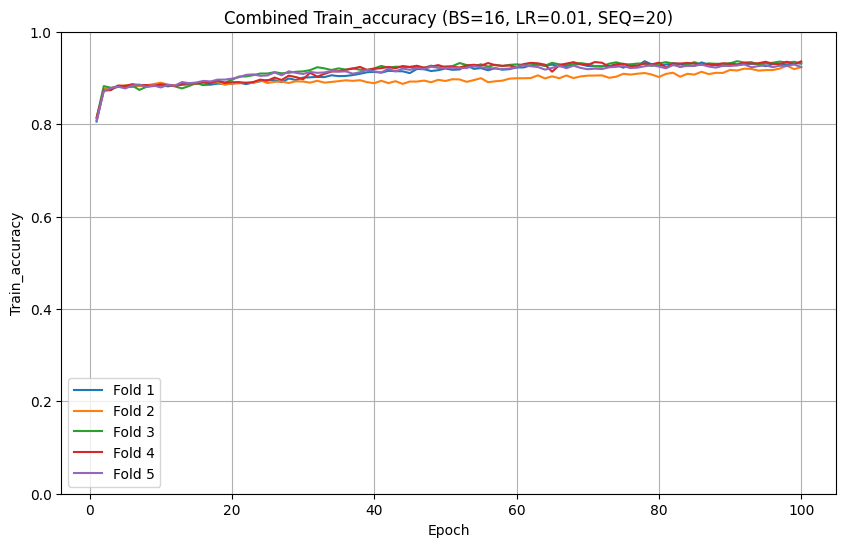 Combined Train_accuracy (BS=16, LR=0.01, SEQ=20)
1.0
0.8
0.6
0.4
0.2
0.0
Train_accuracy
Fold 1
Fold 2
Fold 3
Fold 4
Fold 5
0 20 40 60 80 100
Epoch